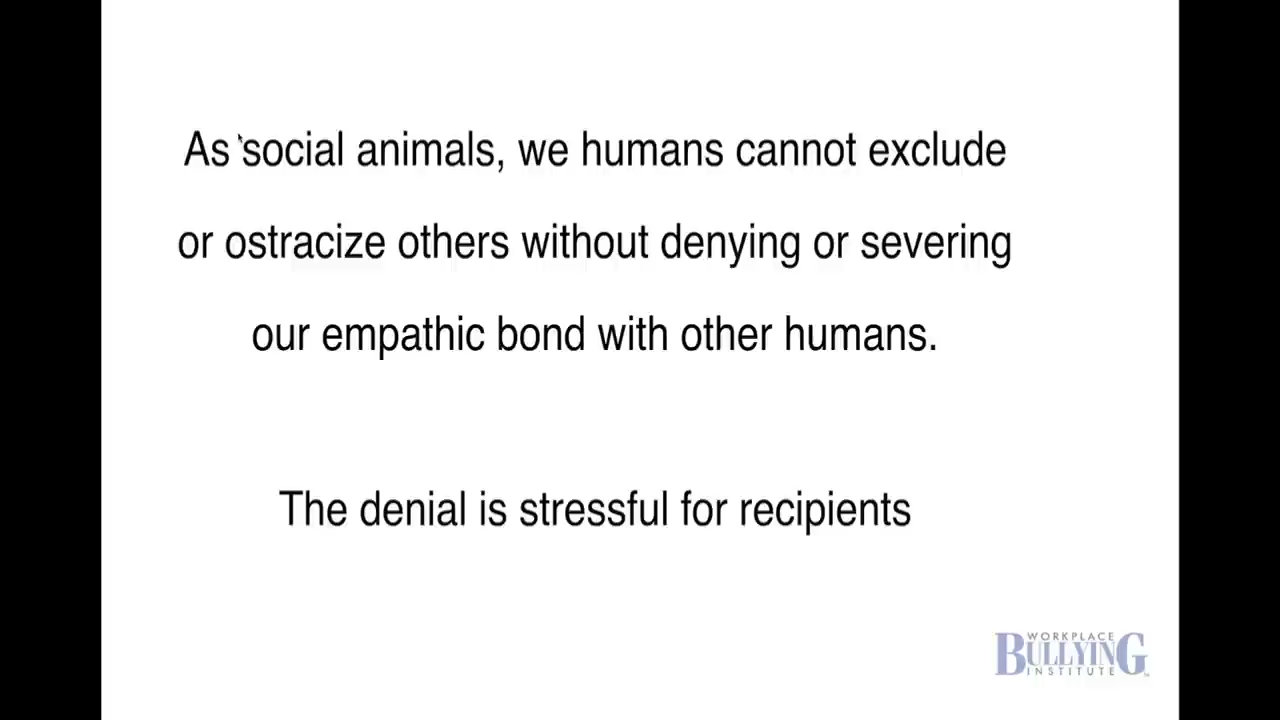 As social animals, we humans cannot exclude
or ostracize others without denying or severing
our empathic bond with other humans.
The denial is stressful for recipients
WORKPLACE
BULLYING
INSTITUTE